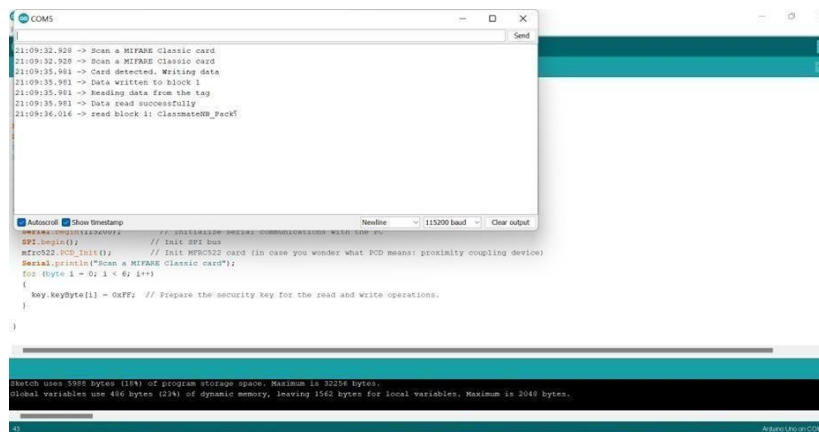 COM5
Send
21:09:32.928 -> Scan a MIFARE Classic card
21:09:32.928 -> Scan a MIFARE Classic card
21:09:35.981 -> Card detected. Writing data
21:09:35.981 -> Data written to block 1
21:09:35.981 -> Reading data from the tag
21:09:35.981 -> Data read successfully
21:09:36.016 -> read block 1: ClassmateNB_Pack
Autoscroll Show timestamp Newline 115200 baud Clear output
Serial.begin(115200); // Initialize serial communications with the PC
SPI.begin(); // Init SPI bus
mfrc522.PCD_Init(); // Init MFRC522 card (in case you wonder what PCD means: proximity coupling device)
Serial.println("Scan a MIFARE Classic card");
for (byte i = 0; i < 6; i++)
{
key.keyByte[i] = 0xFF; // Prepare the security key for the read and write operations.
}
}
Sketch uses 5988 bytes (18%) of program storage space. Maximum is 32256 bytes.
Global variables use 486 bytes (23%) of dynamic memory, leaving 1562 bytes for local variables. Maximum is 2048 bytes.
43
Arduino Uno on COM